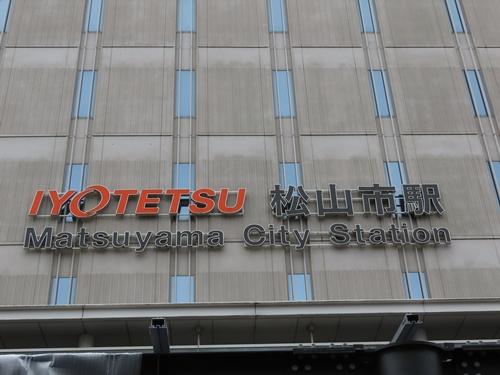 IYOTETSU 松山市駅
Matsuyama City Station